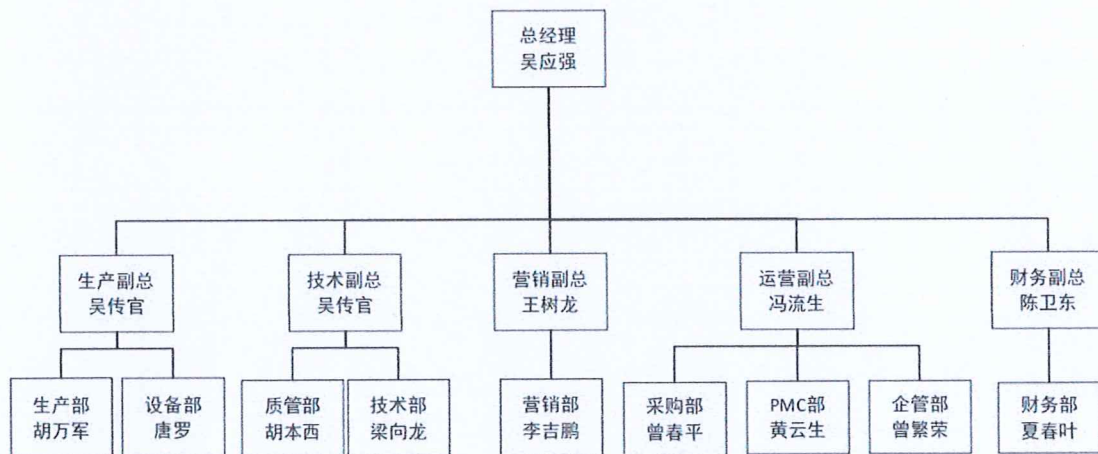 总经理
吴应强
生产副总
吴传官
技术副总
吴传官
营销副总
王树龙
运营副总
冯流生
财务副总
陈卫东
生产部
胡万军
设备部
唐罗
质管部
胡本西
技术部
梁向龙
营销部
李吉鹏
采购部
曾春平
PMC部
黄云生
企管部
曾繁荣
财务部
夏春叶